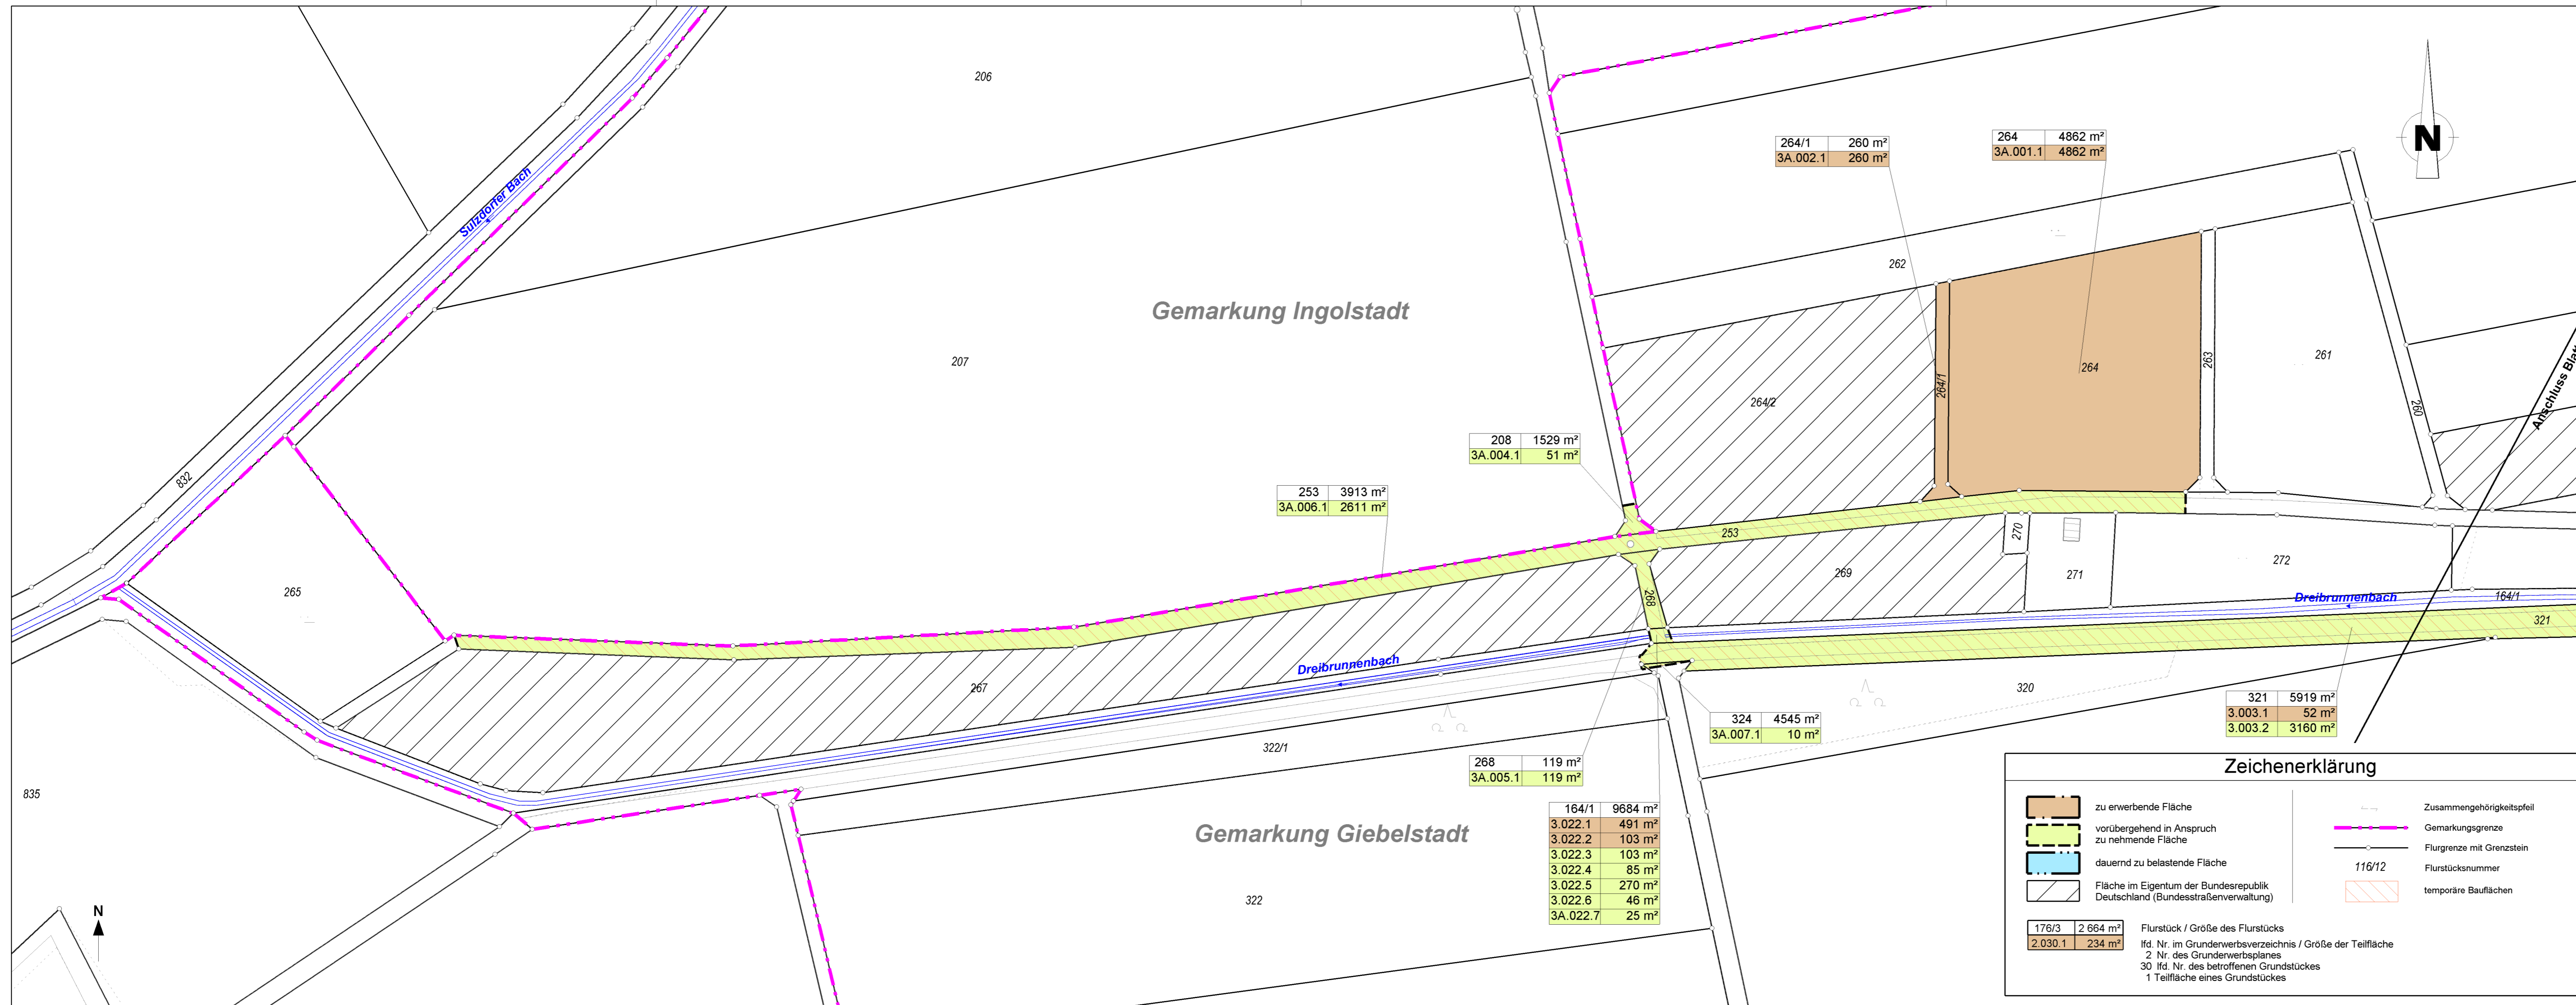 206
264/1 260 m²
3A.002.1 260 m²
264 4862 m²
3A.001.1 4862 m²
N
Sulzdorfer Bach
262
Gemarkung Ingolstadt
207
264/1
264
263
261
260
Anschluss
264/2
208 1529 m²
3A.004.1 51 m²
832
253 3913 m²
3A.006.1 2611 m²
253
270
272
271
269
265
268
Dreibrunnenbach
164/1
321
Dreibrunnenbach
267
320
321 5919 m²
3.003.1 52 m²
3.003.2 3160 m²
324 4545 m²
3A.007.1 10 m²
322/1
268 119 m²
3A.005.1 119 m²
835
164/1 9684 m²
3.022.1 491 m²
3.022.2 103 m²
3.022.3 103 m²
3.022.4 85 m²
3.022.5 270 m²
3.022.6 46 m²
3A.022.7 25 m²
Gemarkung Giebelstadt
322
N
Zeichenerklärung
zu erwerbende Fläche
vorübergehend in Anspruch
zu nehmende Fläche
dauernd zu belastende Fläche
Fläche im Eigentum der Bundesrepublik
Deutschland (Bundesstraßenverwaltung)
Zusammengehörigkeitspfeil
Gemarkungsgrenze
Flurgrenze mit Grenzstein
116/12 Flurstücksnummer
temporäre Bauflächen
176/3 2 664 m² Flurstück / Größe des Flurstücks
2.030.1 234 m² lfd. Nr. im Grunderwerbsverzeichnis / Größe der Teilfläche
2 Nr. des Grunderwerbsplanes
30 lfd. Nr. des betroffenen Grundstückes
1 Teilfläche eines Grundstückes